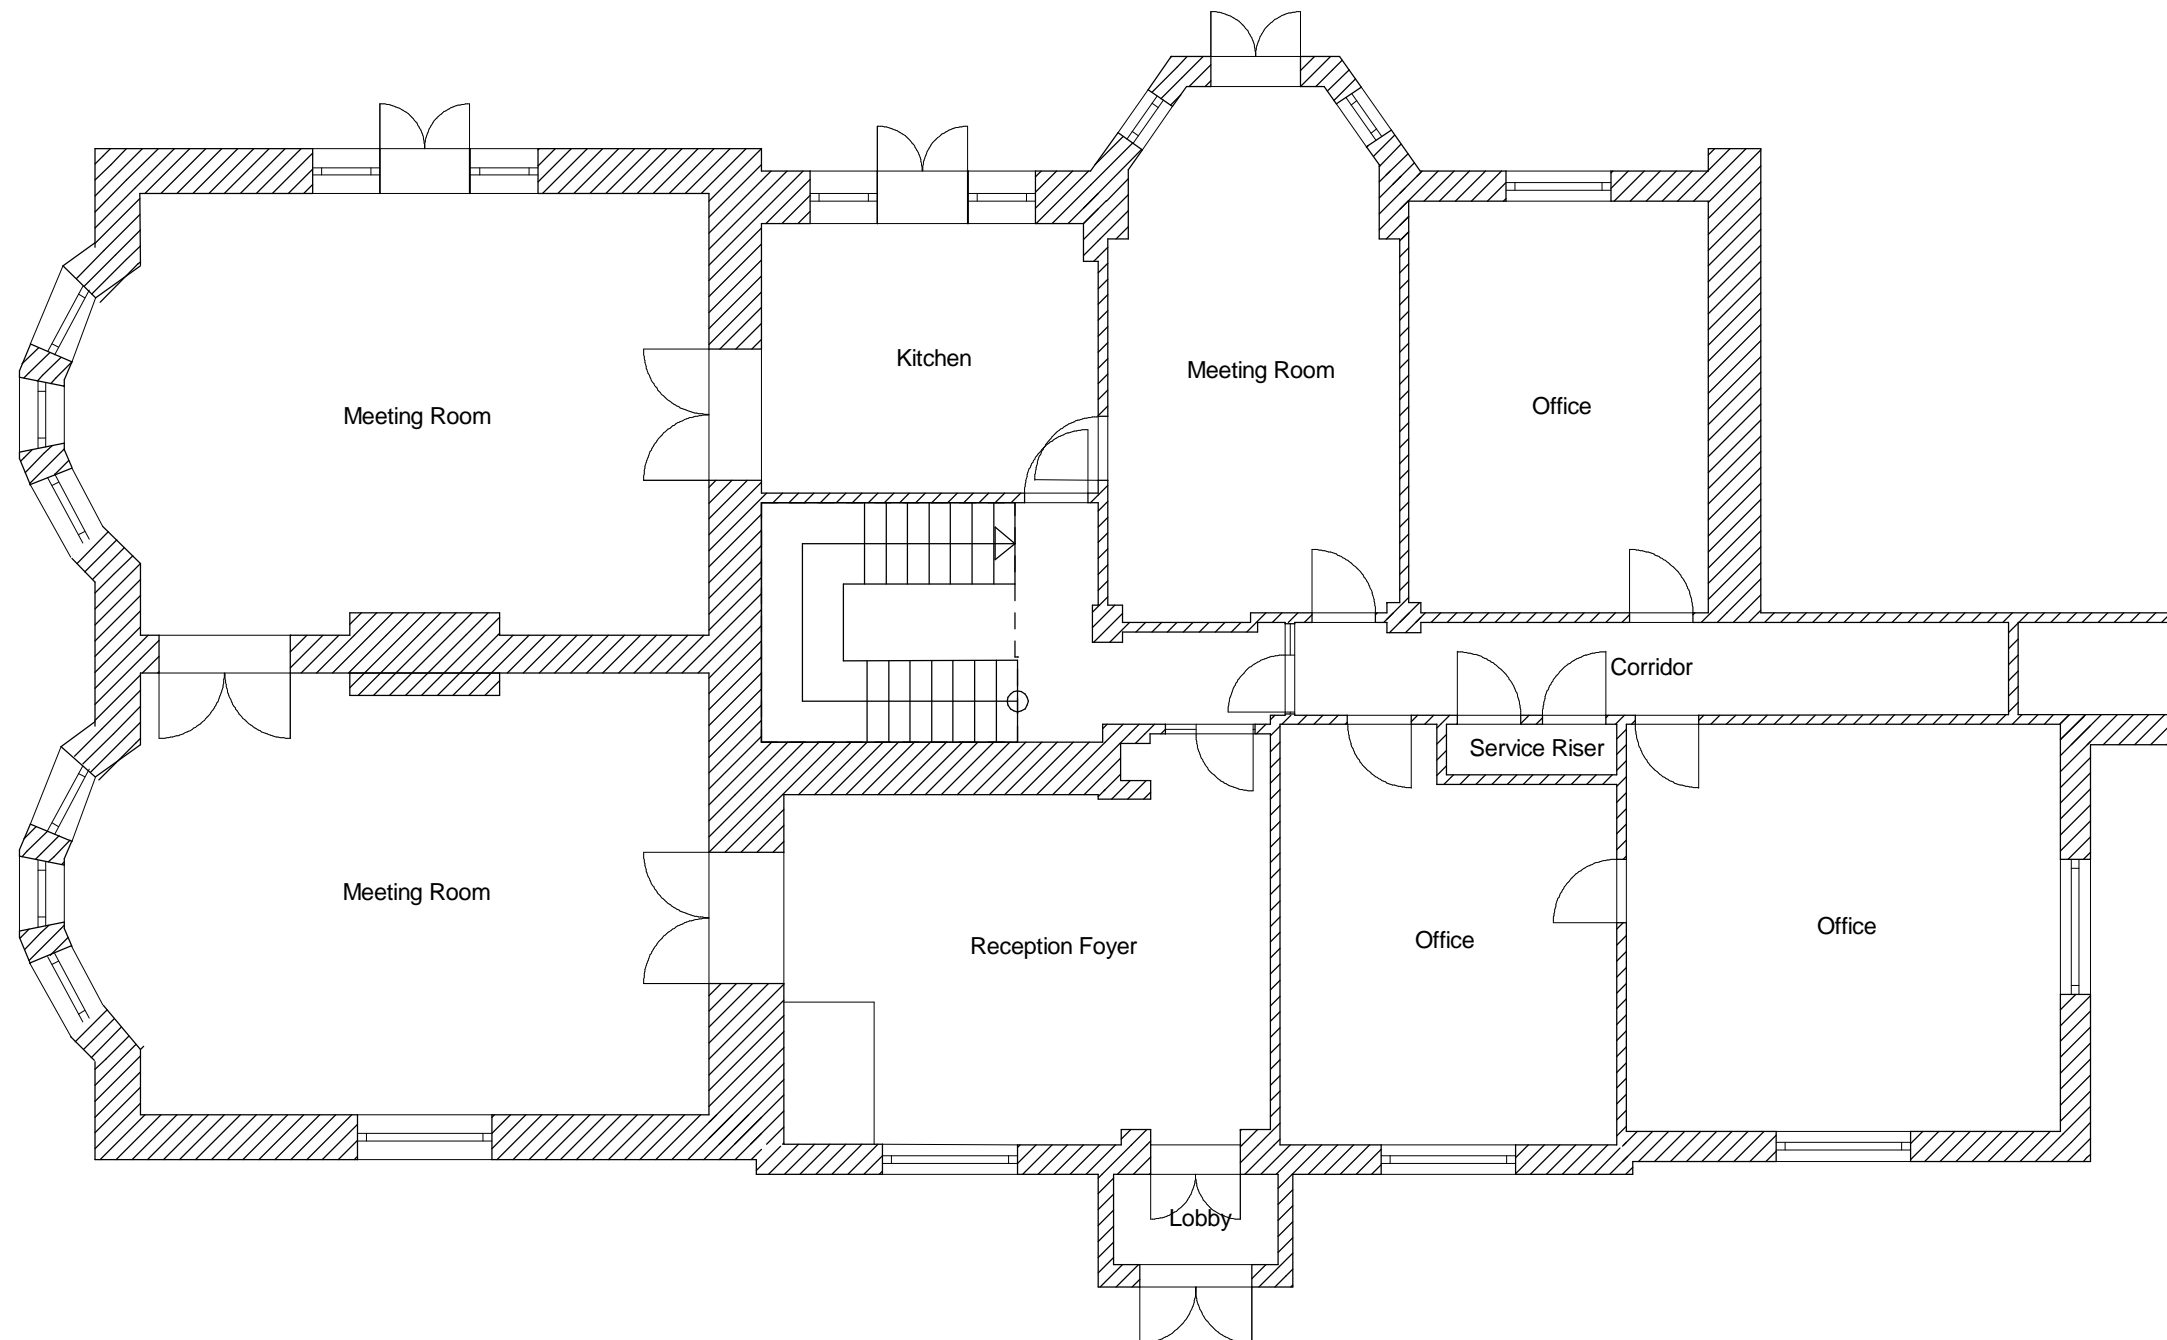 Kitchen
Meeting Room
Office
Meeting Room
Corridor
Service Riser
Meeting Room
Reception Foyer
Office
Office
Lobby